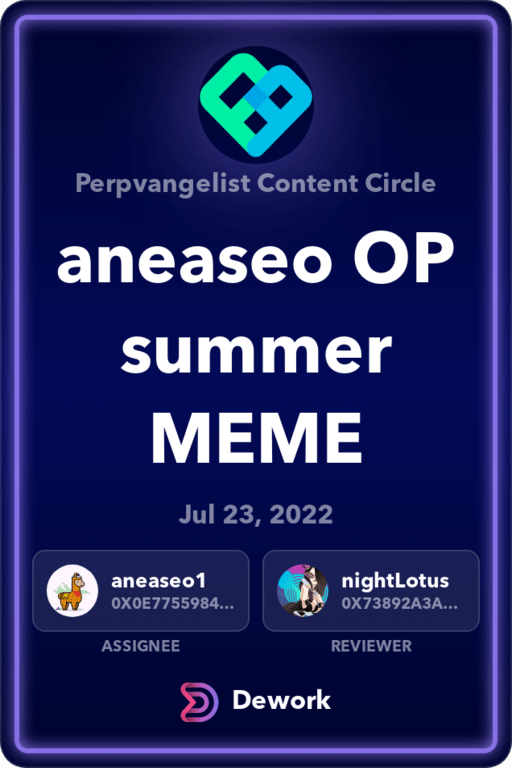 Perpvangelist Content Circle
aneaseo OP
summer
MEME
Jul 23, 2022
aneaseo1
0X0E7755984...
ASSIGNEE
nightLotus
0X73892A3A...
REVIEWER
Dework